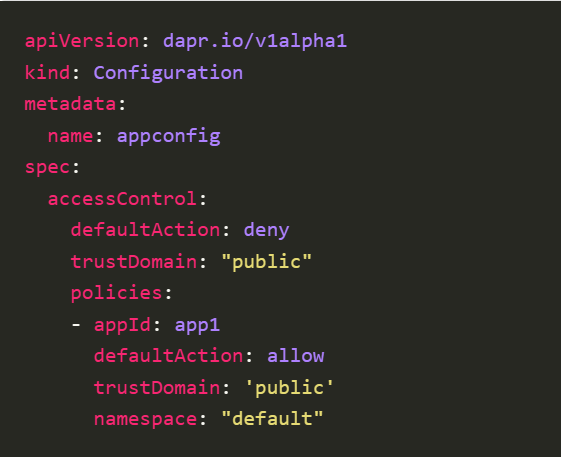 apiVersion: dapr.io/v1alpha1
kind: Configuration
metadata:
  name: appconfig
spec:
  accessControl:
    defaultAction: deny
    trustDomain: "public"
    policies:
    - appId: app1
      defaultAction: allow
      trustDomain: 'public'
      namespace: "default"